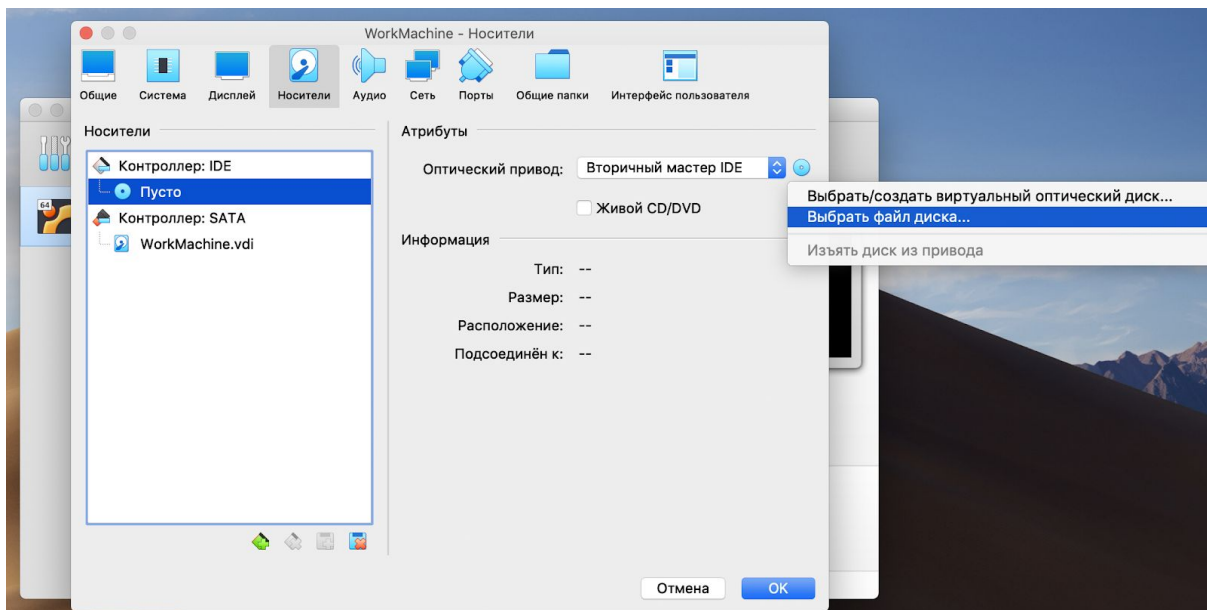 WorkMachine - Носители
Общие Система Дисплей Носители Аудио Сеть Порты Общие папки Интерфейс пользователя
64
Носители
Контроллер: IDE
Пусто
Контроллер: SATA
WorkMachine.vdi
Атрибуты
Оптический привод: Вторичный мастер IDE
Живой CD/DVD
Выбрать/создать виртуальный оптический диск...
Выбрать файл диска...
Изъять диск из привода
Информация
Тип: --
Размер: --
Расположение: --
Подсоединён к: --
Отмена OK